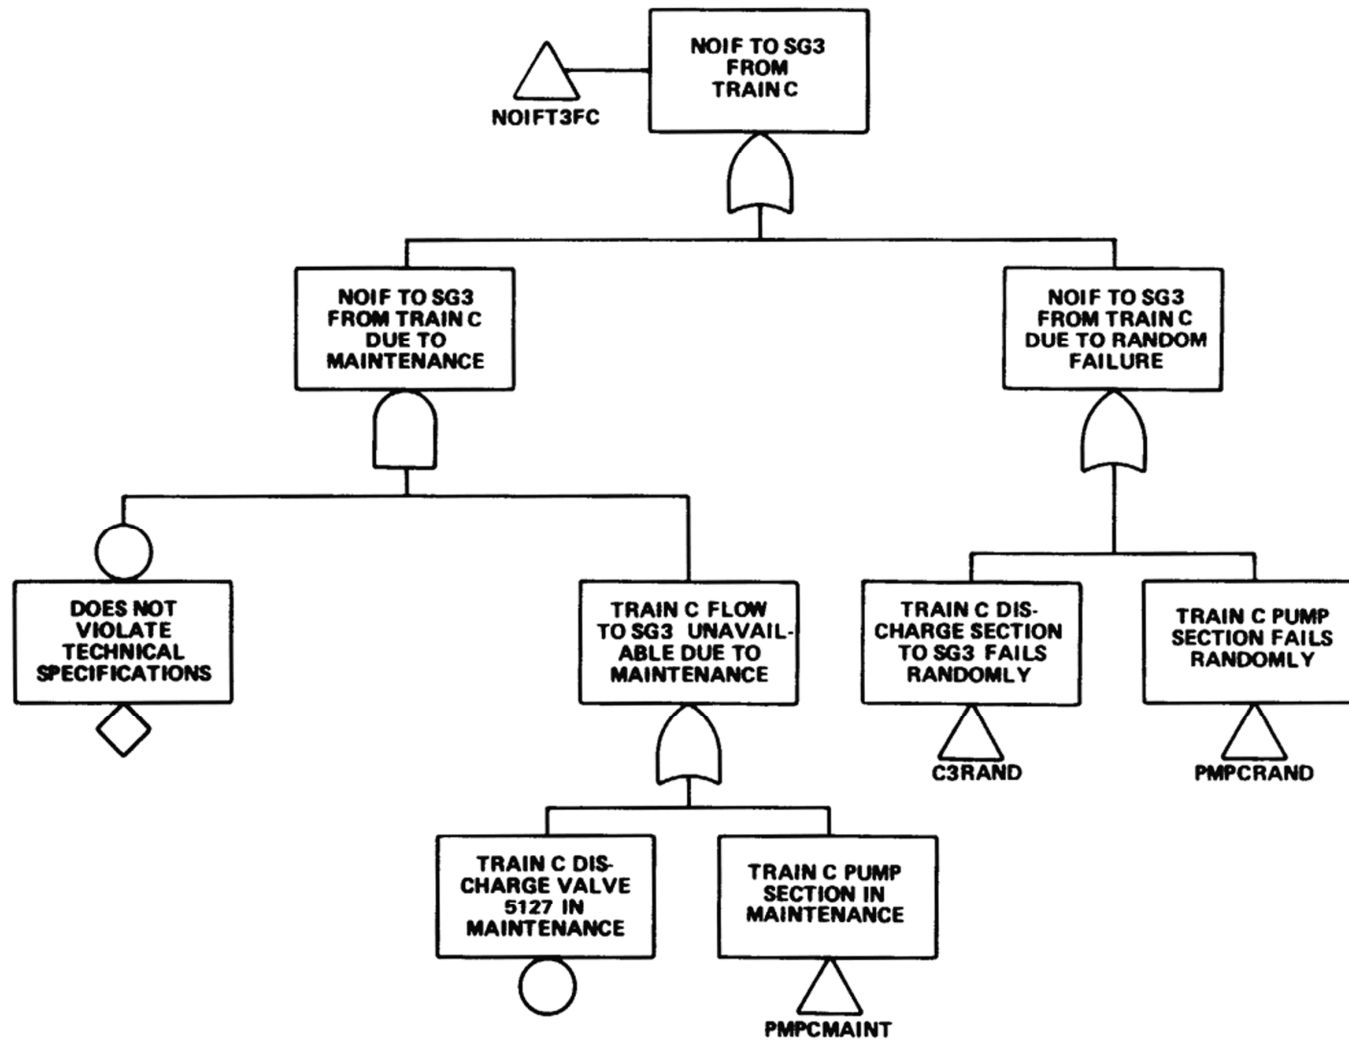 NOIF TO SG3
FROM
TRAIN C
NOIFT3FC
NOIF TO SG3
FROM TRAIN C
DUE TO
MAINTENANCE
NOIF TO SG3
FROM TRAIN C
DUE TO RANDOM
FAILURE
DOES NOT
VIOLATE
TECHNICAL
SPECIFICATIONS
TRAIN C FLOW
TO SG3 UNAVAIL-
ABLE DUE TO
MAINTENANCE
TRAIN C DIS-
CHARGE SECTION
TO SG3 FAILS
RANDOMLY
C3RAND
TRAIN C PUMP
SECTION FAILS
RANDOMLY
PMPCRAND
TRAIN C DIS-
CHARGE VALVE
5127 IN
MAINTENANCE
TRAIN C PUMP
SECTION IN
MAINTENANCE
PMPCMAINT